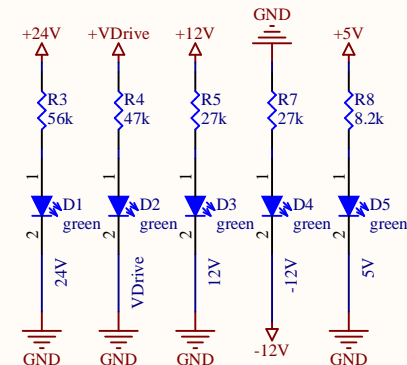 GND
+24V
+VDrive
+12V
+5V
R3
56k
R4
47k
R5
27k
R7
27k
R8
8.2k
1
1
1
1
1
D1
green
D2
green
D3
green
D4
green
D5
green
2
2
2
2
2
24V
VDrive
12V
-12V
5V
GND
GND
GND
-12V
GND